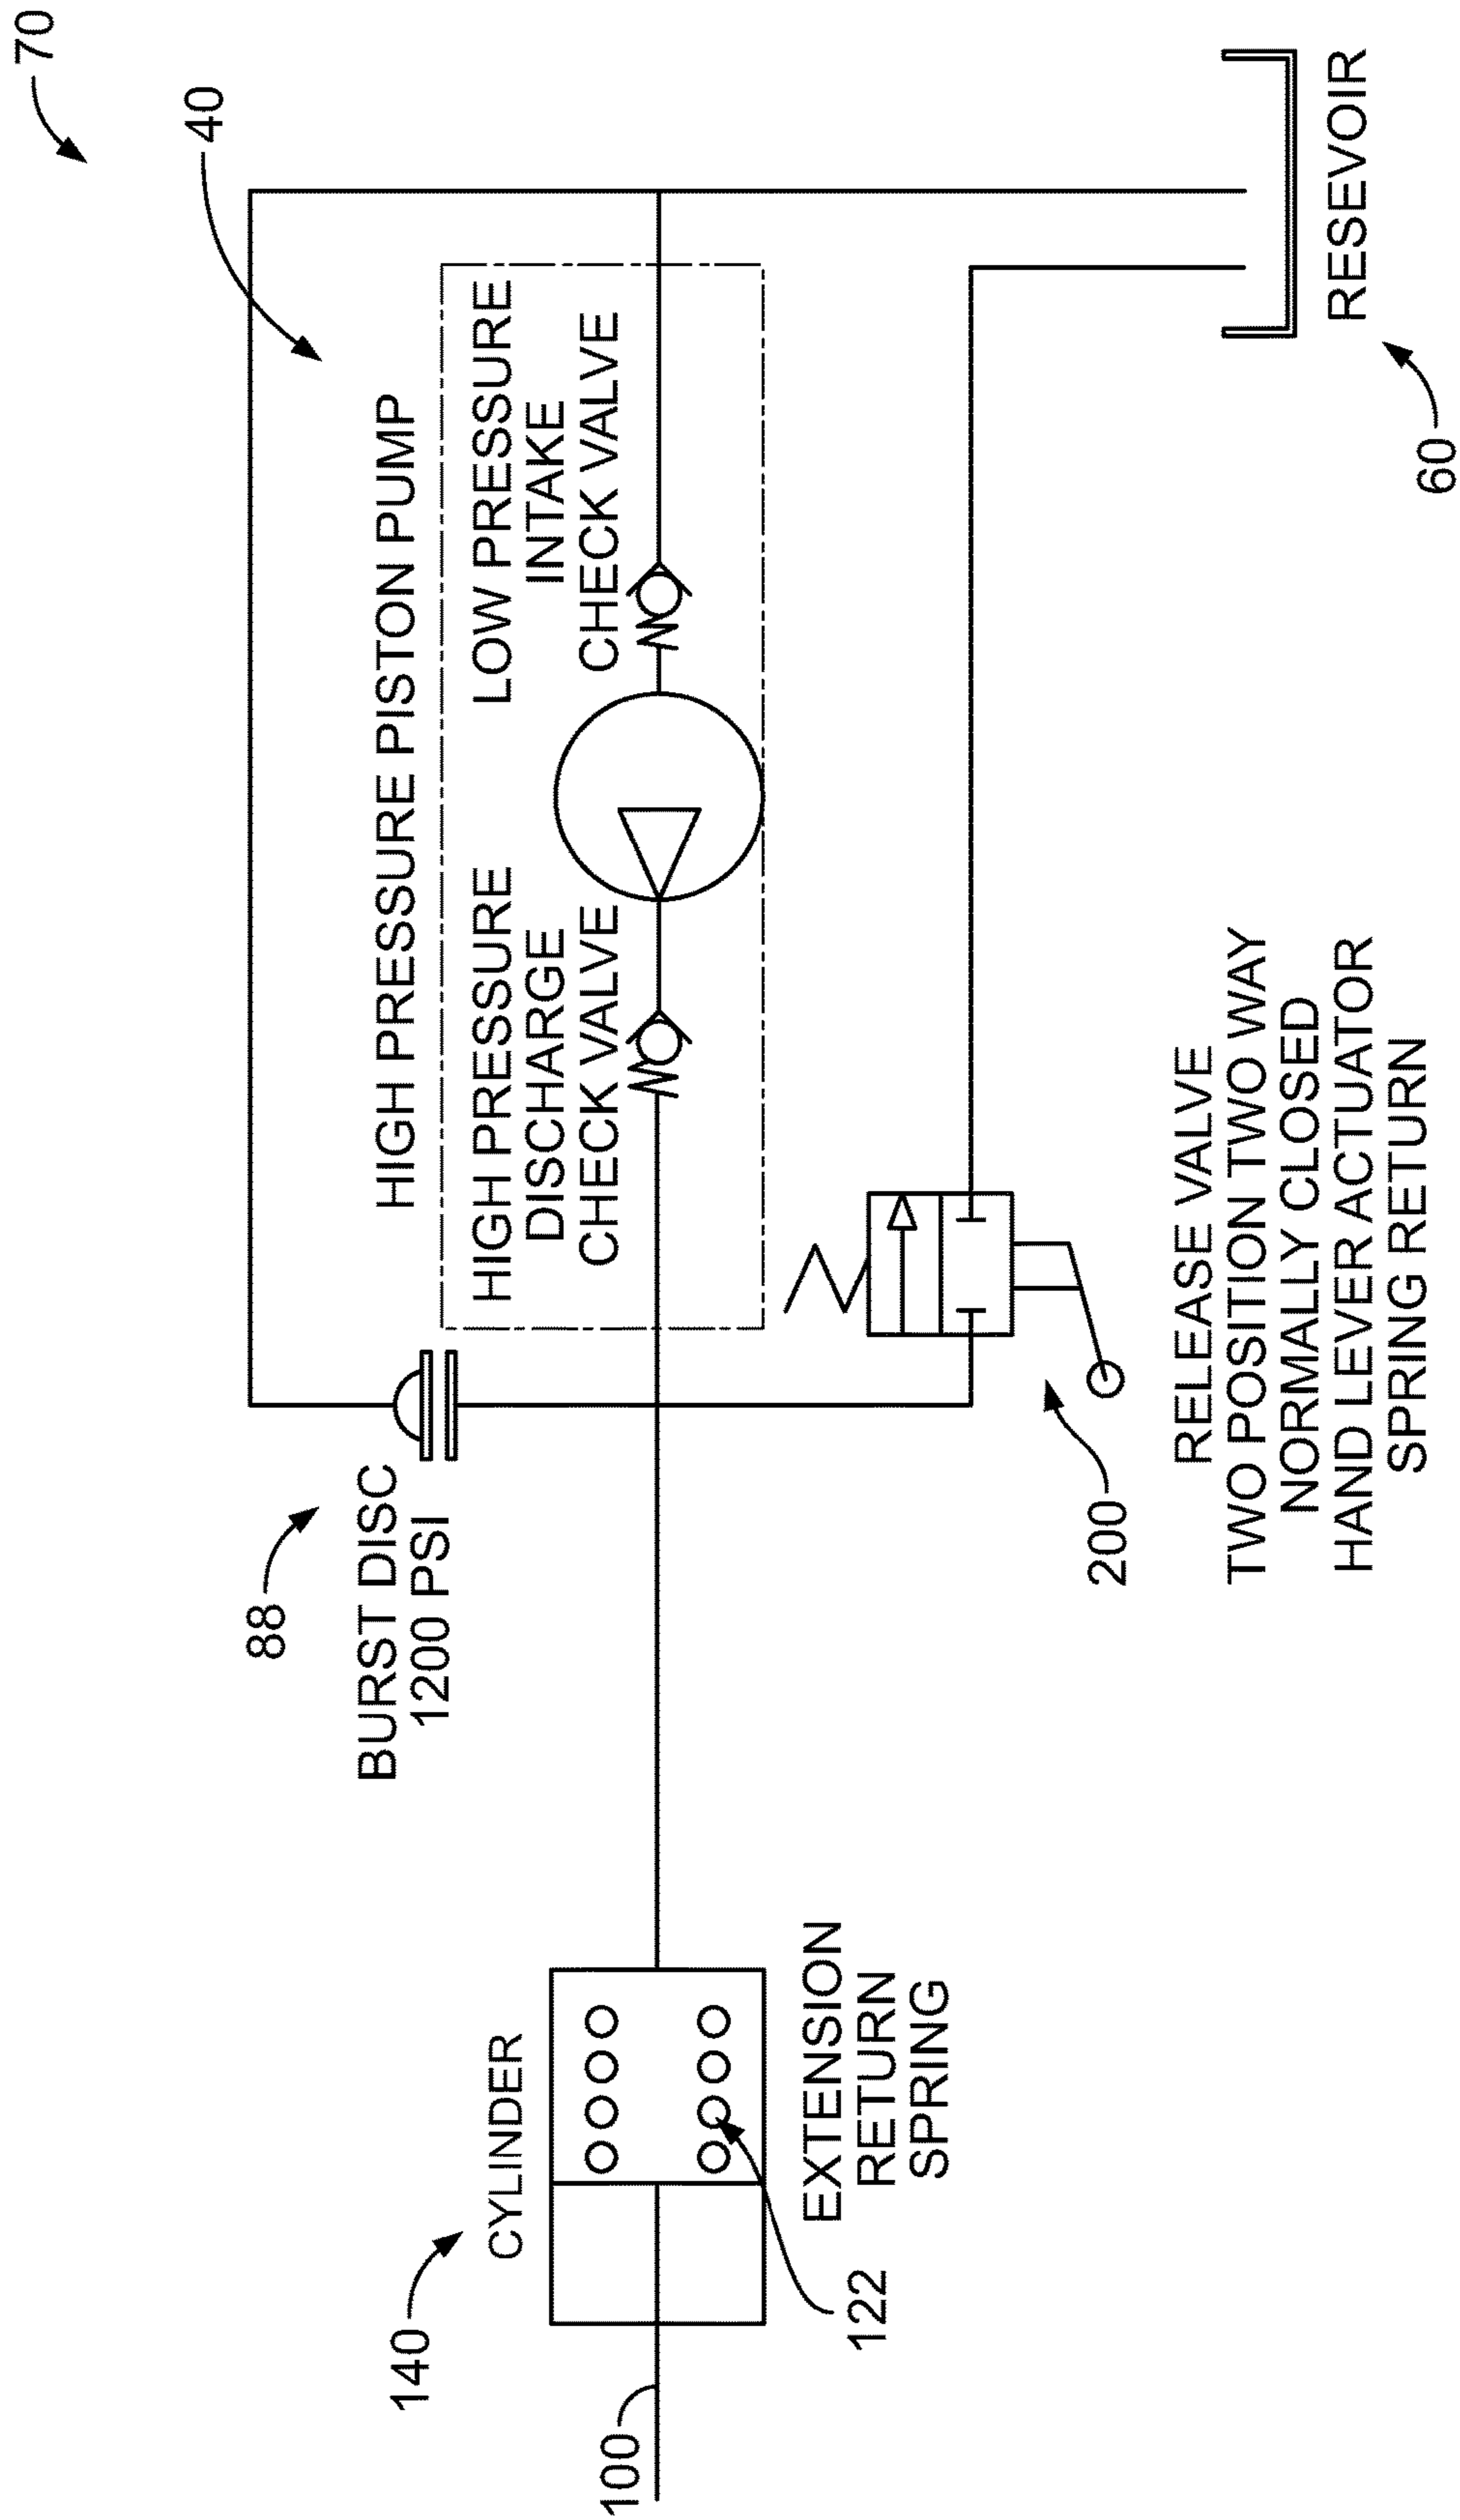 70
40
HIGH PRESSURE PISTON PUMP
LOW PRESSURE
INTAKE
CHECK VALVE
HIGH PRESSURE
DISCHARGE
CHECK VALVE
88
BURST DISC
1200 PSI
RESEVOIR
60
200
RELEASE VALVE
TWO POSITION TWO WAY
NORMALLY CLOSED
HAND LEVER ACTUATOR
SPRING RETURN
140
CYLINDER
100
122
EXTENSION
RETURN
SPRING